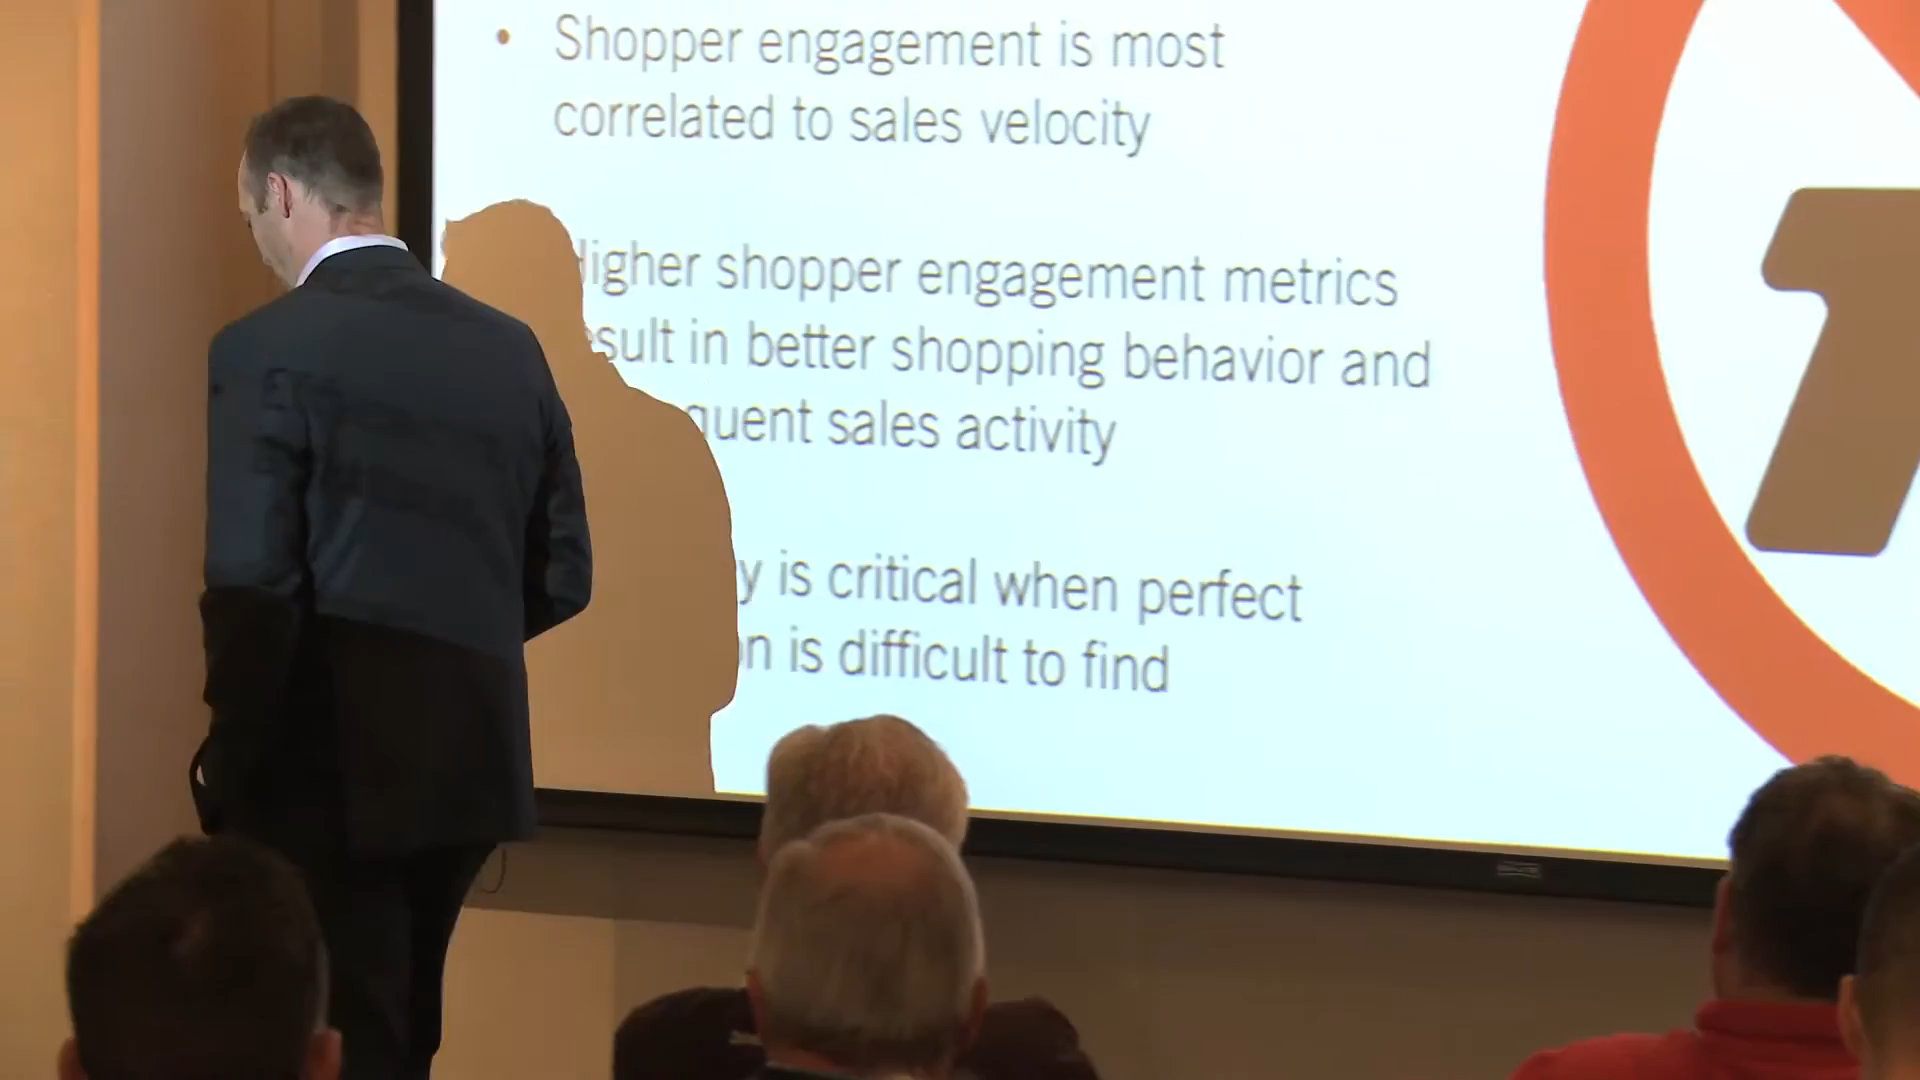 • Shopper engagement is most
correlated to sales velocity
igher shopper engagement metrics
sult in better shopping behavior and
quent sales activity
y is critical when perfect
n is difficult to find